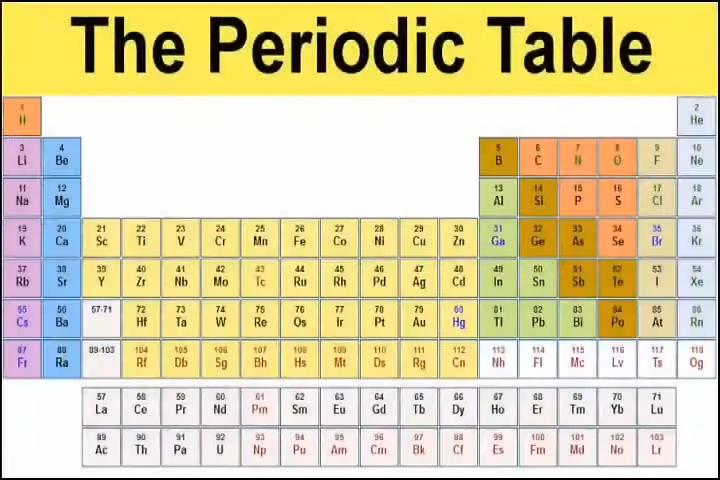 The Periodic Table
1 2
H He
3 4 5 6 7 8 9 10
Li Be B C N O F Ne
11 12 13 14 15 16 17 18
Na Mg Al Si P S Cl Ar
19 20 21 22 23 24 25 26 27 28 29 30 31 32 33 34 35 36
K Ca Sc Ti V Cr Mn Fe Co Ni Cu Zn Ga Ge As Se Br Kr
37 38 39 40 41 42 43 44 45 46 47 48 49 50 51 52 53 54
Rb Sr Y Zr Nb Mo Tc Ru Rh Pd Ag Cd In Sn Sb Te I Xe
55 56 57-71 72 73 74 75 76 77 78 79 80 81 82 83 84 85 86
Cs Ba Hf Ta W Re Os Ir Pt Au Hg Tl Pb Bi Po At Rn
87 88 89-103 104 105 106 107 108 109 110 111 112 113 114 115 116 117 118
Fr Ra Rf Db Sg Bh Hs Mt Ds Rg Cn Nh Fl Mc Lv Ts Og
57 58 59 60 61 62 63 64 65 66 67 68 69 70 71
La Ce Pr Nd Pm Sm Eu Gd Tb Dy Ho Er Tm Yb Lu
89 90 91 92 93 94 95 96 97 98 99 100 101 102 103
Ac Th Pa U Np Pu Am Cm Bk Cf Es Fm Md No Lr